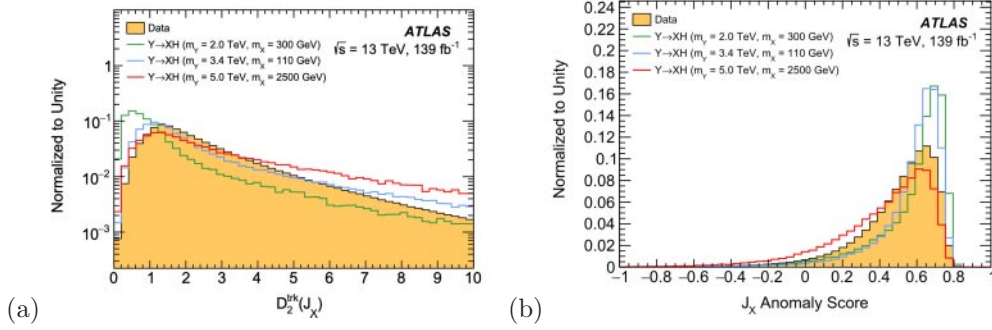 ATLAS
√s = 13 TeV, 139 fb⁻¹
Data
Y→XH (m_Y = 2.0 TeV, m_X = 300 GeV)
Y→XH (m_Y = 3.4 TeV, m_X = 110 GeV)
Y→XH (m_Y = 5.0 TeV, m_X = 2500 GeV)
Normalized to Unity
1
10⁻¹
10⁻²
10⁻³
0 1 2 3 4 5 6 7 8 9 10
D₂^trk(J_X)
(a)
ATLAS
√s = 13 TeV, 139 fb⁻¹
Data
Y→XH (m_Y = 2.0 TeV, m_X = 300 GeV)
Y→XH (m_Y = 3.4 TeV, m_X = 110 GeV)
Y→XH (m_Y = 5.0 TeV, m_X = 2500 GeV)
Normalized to Unity
0.24
0.22
0.2
0.18
0.16
0.14
0.12
0.1
0.08
0.06
0.04
0.02
0
−1 −0.8 −0.6 −0.4 −0.2 0 0.2 0.4 0.6 0.8 1
J_X Anomaly Score
(b)